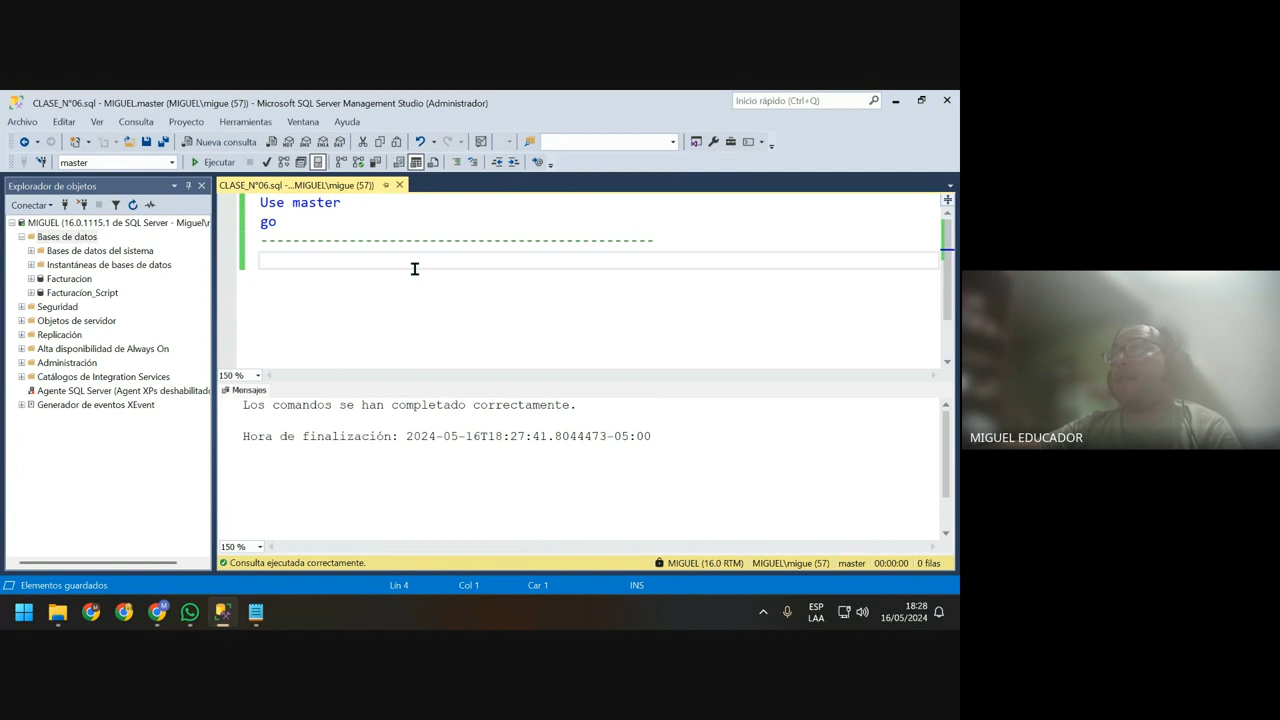 CLASE_N°06.sql - MIGUEL.master (MIGUEL\migue (57)) - Microsoft SQL Server Management Studio (Administrador)
Inicio rápido (Ctrl+Q)
Archivo Editar Ver Consulta Proyecto Herramientas Ventana Ayuda
Nueva consulta
master
Ejecutar
Explorador de objetos
CLASE_N°06.sql -...MIGUEL\migue (57))
Conectar
MIGUEL (16.0.1115.1 de SQL Server - Miguel\r
Bases de datos
Bases de datos del sistema
Instantáneas de bases de datos
Facturacion
Facturacíon_Script
Seguridad
Objetos de servidor
Replicación
Alta disponibilidad de Always On
Administración
Catálogos de Integration Services
Agente SQL Server (Agent XPs deshabilitado
Generador de eventos XEvent
Use master
go
------------------------------------------------
150 %
Mensajes
Los comandos se han completado correctamente.
Hora de finalización: 2024-05-16T18:27:41.8044473-05:00
150 %
Consulta ejecutada correctamente.
MIGUEL (16.0 RTM) MIGUEL\migue (57) master 00:00:00 0 filas
Elementos guardados
Lín 4 Col 1 Car 1 INS
ESP
LAA
18:28
16/05/2024
MIGUEL EDUCADOR